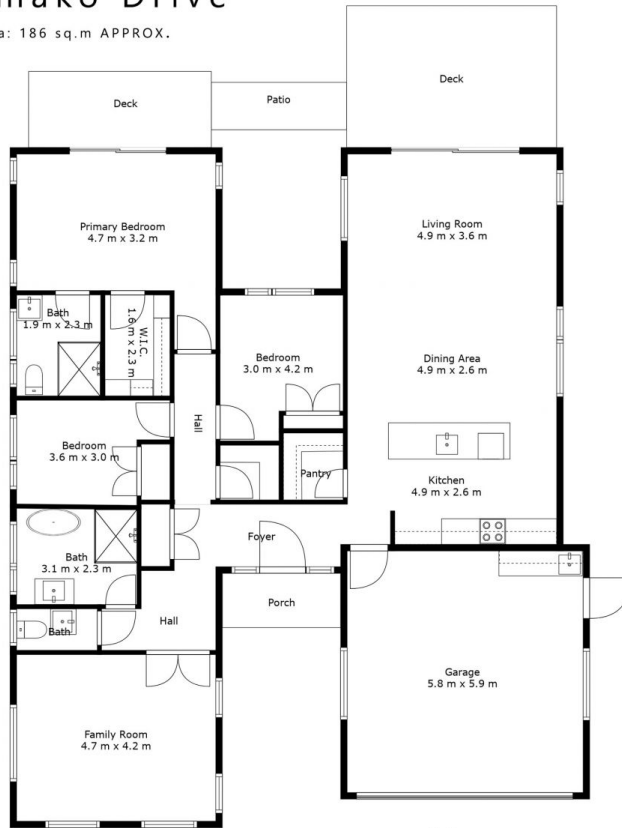 Drive
186 sq.m APPROX.
Deck
Patio
Deck
Primary Bedroom
4.7 m x 3.2 m
Living Room
4.9 m x 3.6 m
Bath
1.9 m x 2.3 m
W.I.C.
1.6 m x 2.3 m
Bedroom
3.0 m x 4.2 m
Dining Area
4.9 m x 2.6 m
Hall
Bedroom
3.6 m x 3.0 m
Pantry
Kitchen
4.9 m x 2.6 m
Foyer
Bath
3.1 m x 2.3 m
Porch
Hall
Bath
Garage
5.8 m x 5.9 m
Family Room
4.7 m x 4.2 m